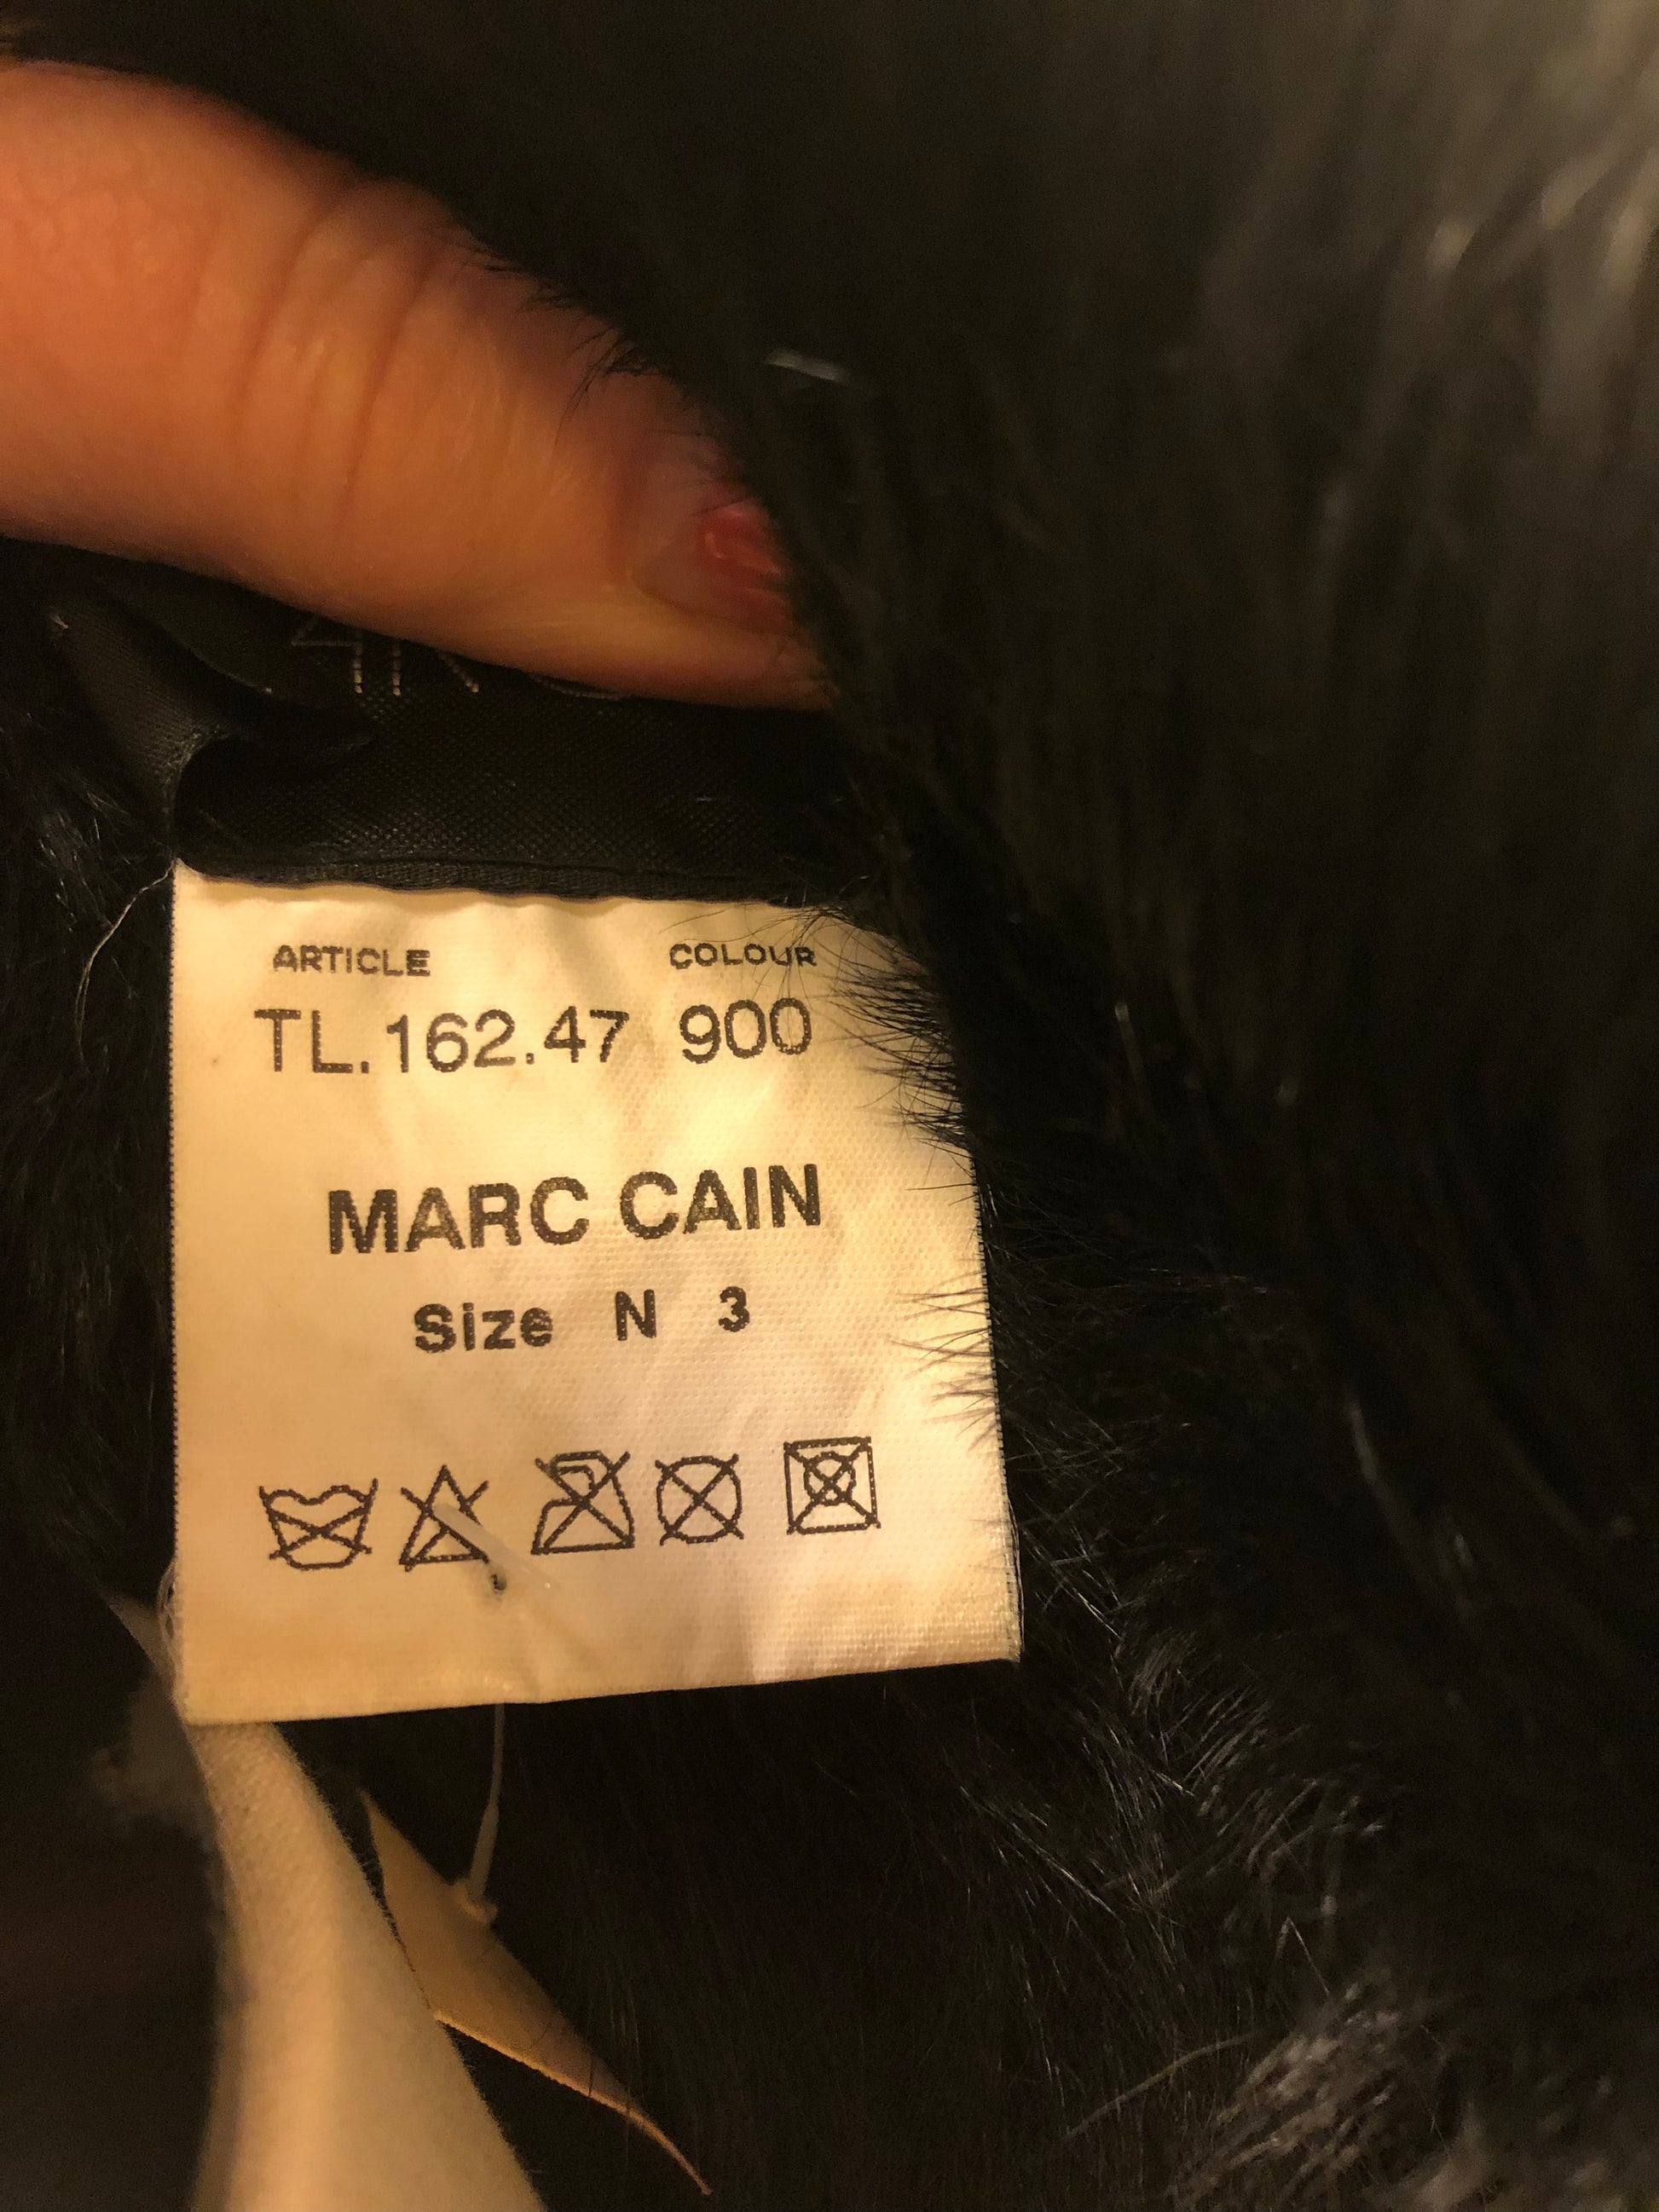 ARTICLE COLOUR
TL.162.47 900
MARC CAIN
Size N 3